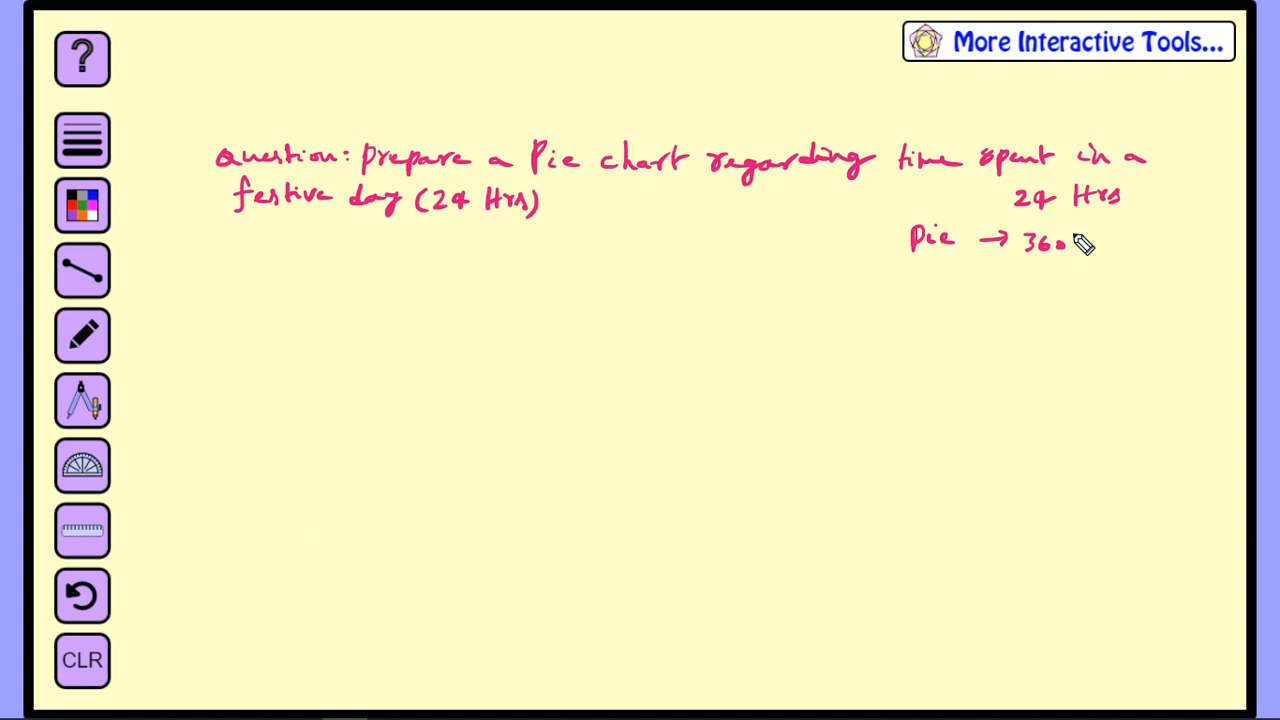 ?
More Interactive Tools...
Question: Prepare a Pie chart regarding time spent in a
festive day (24 Hrs)
24 Hrs
Pie → 360
CLR